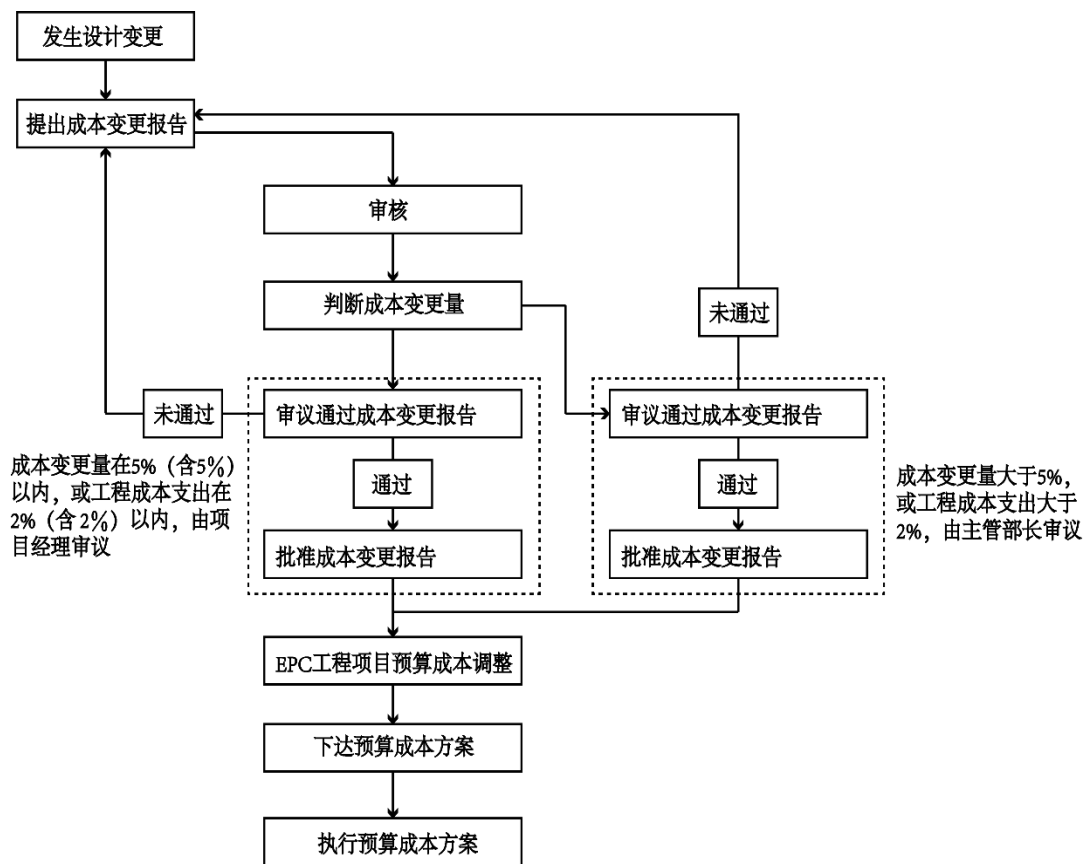 发生设计变更
提出成本变更报告
审核
判断成本变更量
未通过
未通过
审议通过成本变更报告
审议通过成本变更报告
成本变更量在5%（含5%）
以内，或工程成本支出在
2%（含2%）以内，由项
目经理审议
通过
通过
成本变更量大于5%，
或工程成本支出大于
2%，由主管部长审议
批准成本变更报告
批准成本变更报告
EPC工程项目预算成本调整
下达预算成本方案
执行预算成本方案